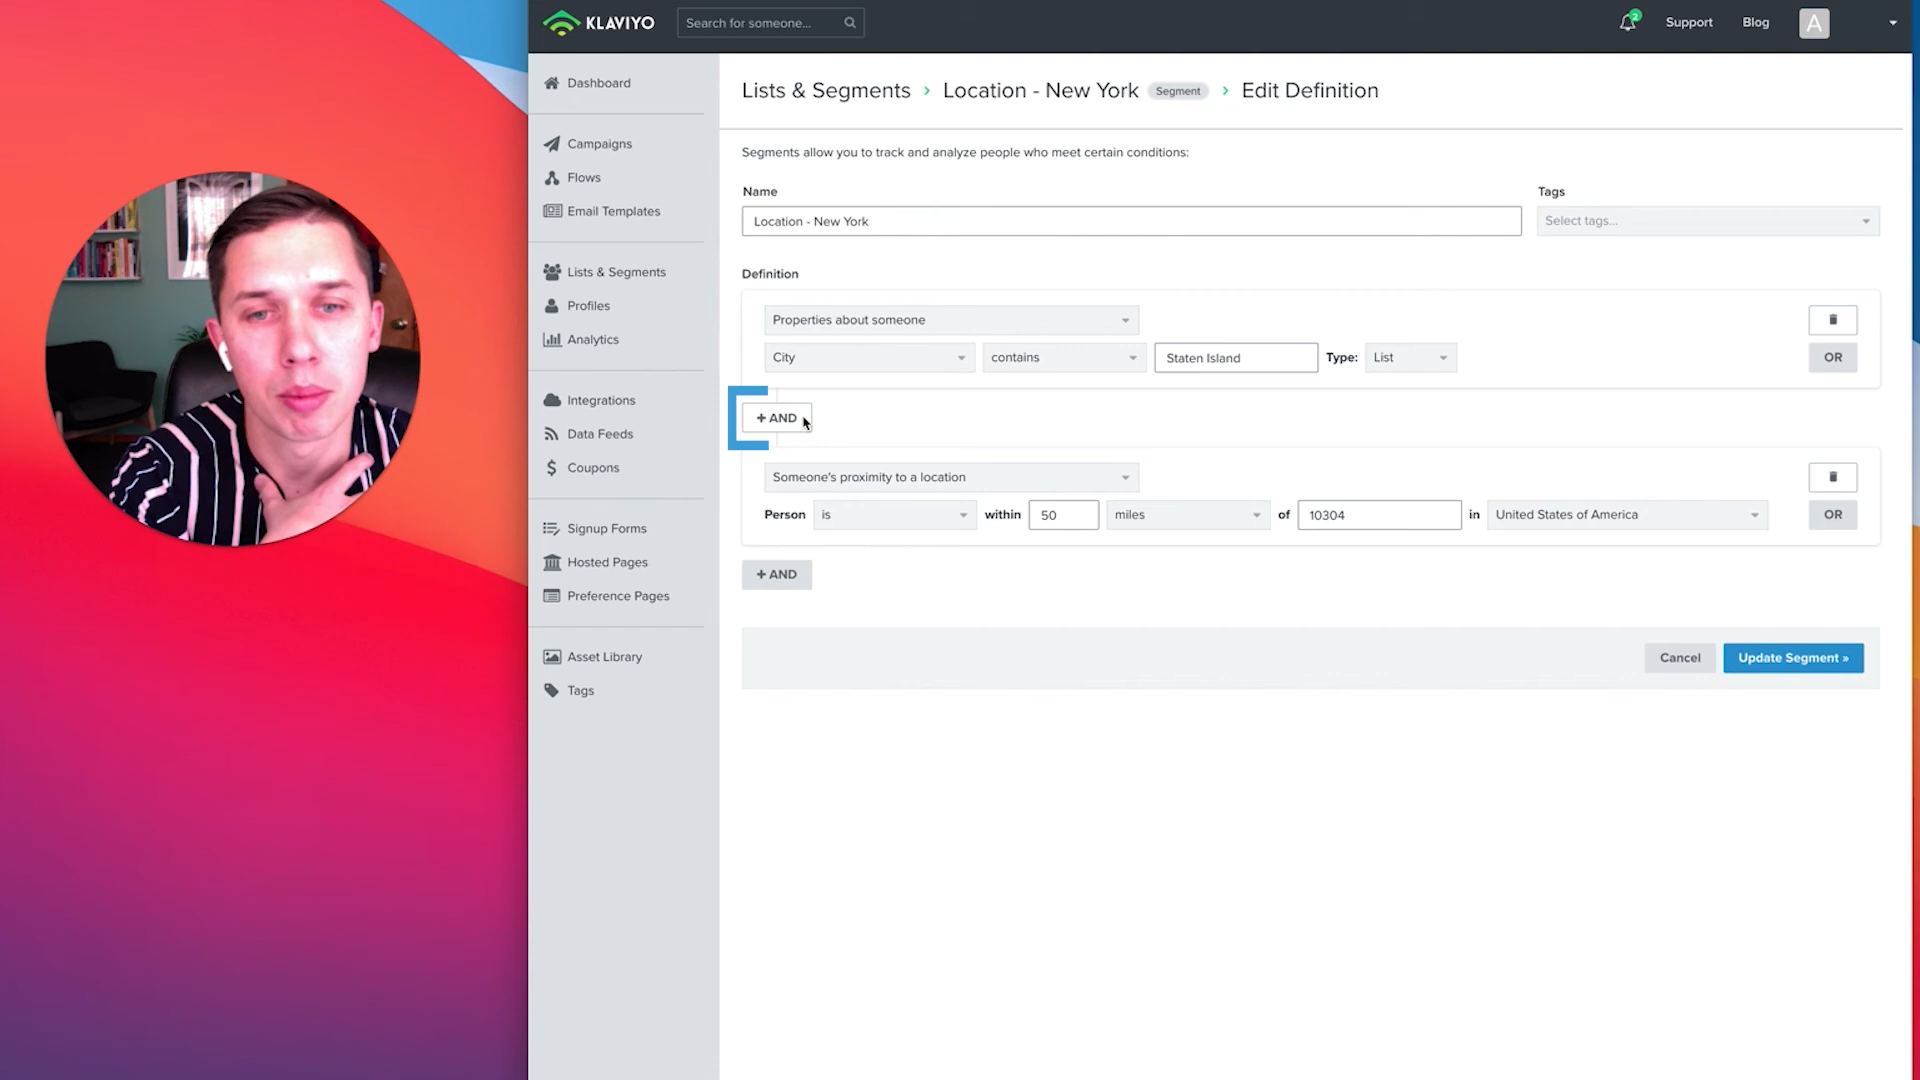 KLAVIYO
Search for someone...
2
Support
Blog
A
Dashboard
Campaigns
Flows
Email Templates
Lists & Segments
Profiles
Analytics
Integrations
Data Feeds
Coupons
Signup Forms
Hosted Pages
Preference Pages
Asset Library
Tags
Lists & Segments › Location - New York Segment › Edit Definition
Segments allow you to track and analyze people who meet certain conditions:
Name
Tags
Location - New York
Select tags...
Definition
Properties about someone
City contains Staten Island Type: List OR
+ AND
Someone's proximity to a location
Person is within 50 miles of 10304 in United States of America OR
+ AND
Cancel Update Segment »